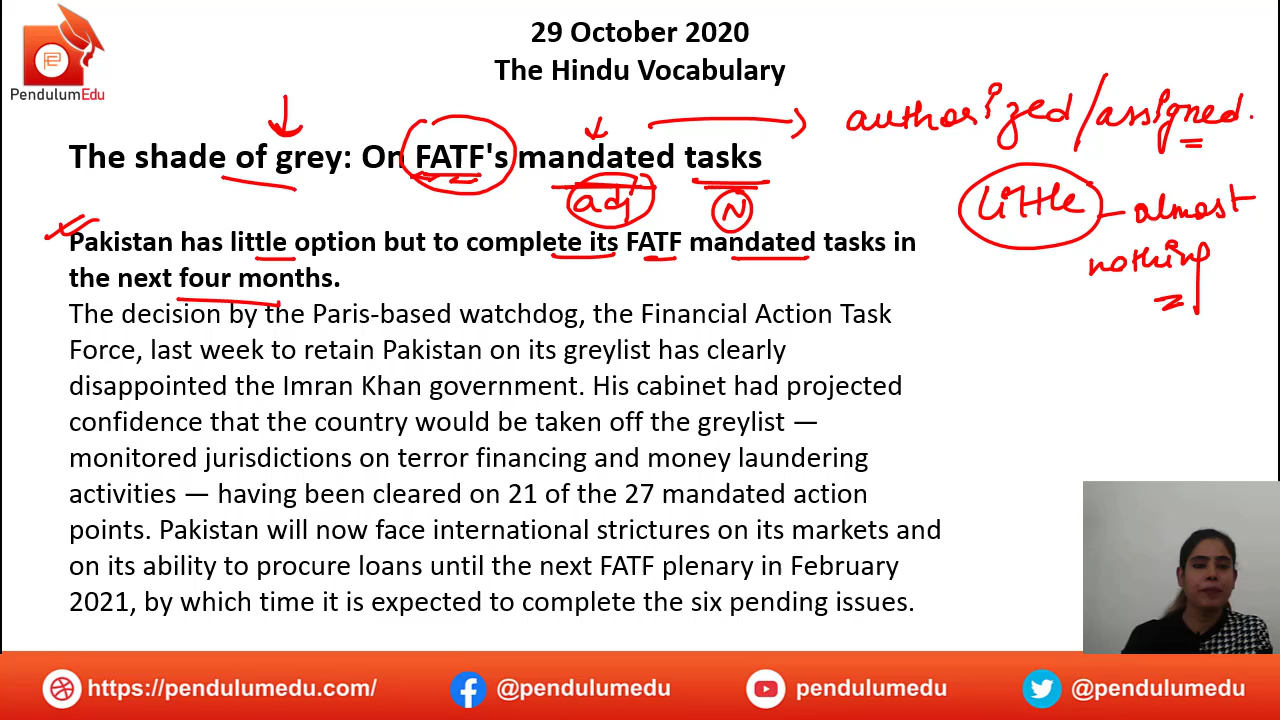 29 October 2020
The Hindu Vocabulary
PendulumEdu
authorized/assigned.
The shade of grey: On FATF's mandated tasks
adj
N
little - almost
nothing
Pakistan has little option but to complete its FATF mandated tasks in
the next four months.
The decision by the Paris-based watchdog, the Financial Action Task
Force, last week to retain Pakistan on its greylist has clearly
disappointed the Imran Khan government. His cabinet had projected
confidence that the country would be taken off the greylist —
monitored jurisdictions on terror financing and money laundering
activities — having been cleared on 21 of the 27 mandated action
points. Pakistan will now face international strictures on its markets and
on its ability to procure loans until the next FATF plenary in February
2021, by which time it is expected to complete the six pending issues.
https://pendulumedu.com/ @pendulumedu pendulumedu @pendulumedu